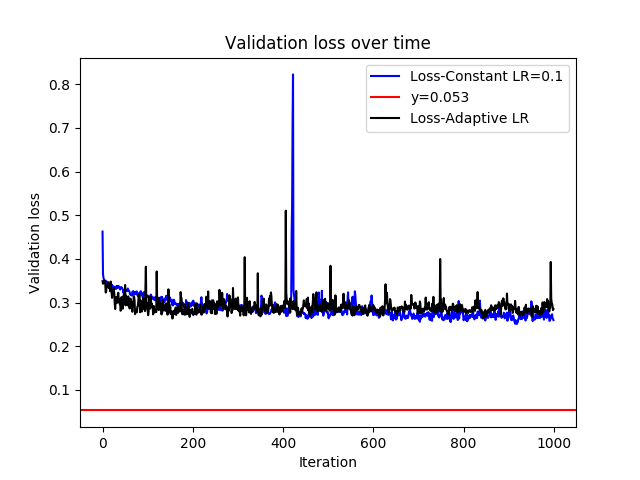 Validation loss over time
Loss-Constant LR=0.1
y=0.053
Loss-Adaptive LR
Validation loss
0.8
0.7
0.6
0.5
0.4
0.3
0.2
0.1
0 200 400 600 800 1000
Iteration